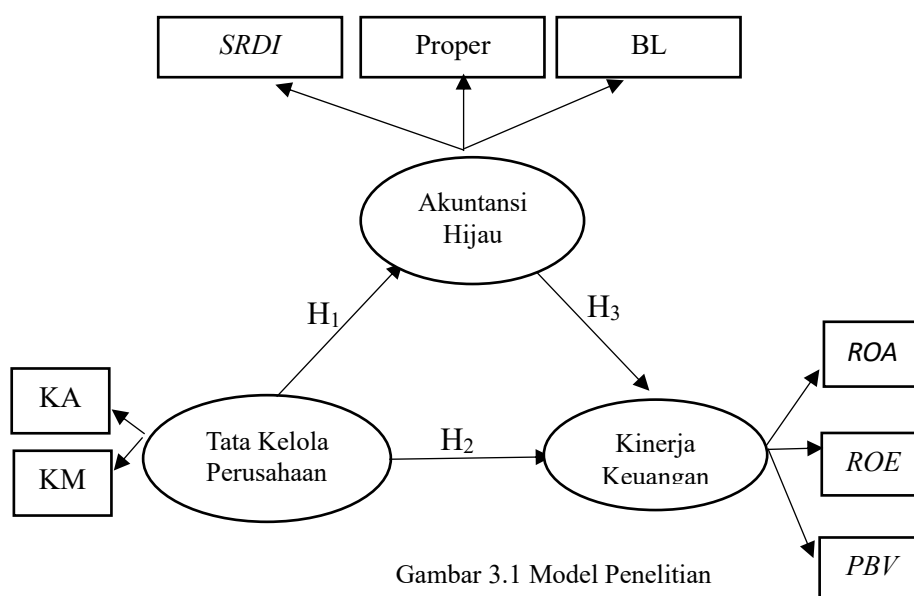 SRDI
Proper
BL
Akuntansi
Hijau
H₁
H₃
ROA
KA
KM
Tata Kelola
Perusahaan
H₂
Kinerja
Keuangan
ROE
PBV
Gambar 3.1 Model Penelitian